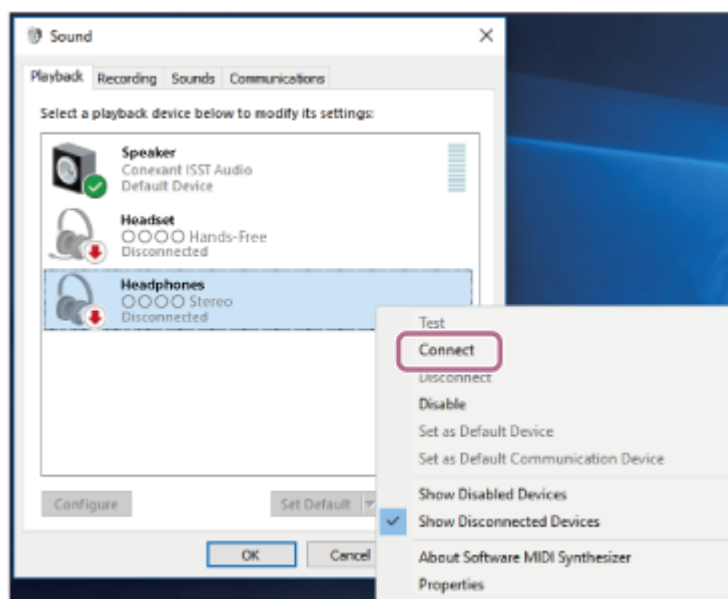 Sound
Playback Recording Sounds Communications
Select a playback device below to modify its settings:
Speaker
Conexant ISST Audio
Default Device
Headset
○○○○ Hands-Free
Disconnected
Headphones
○○○○ Stereo
Disconnected
Test
Connect
Disconnect
Disable
Set as Default Device
Set as Default Communication Device
Show Disabled Devices
Show Disconnected Devices
About Software MIDI Synthesizer
Properties
Configure Set Default
OK Cancel